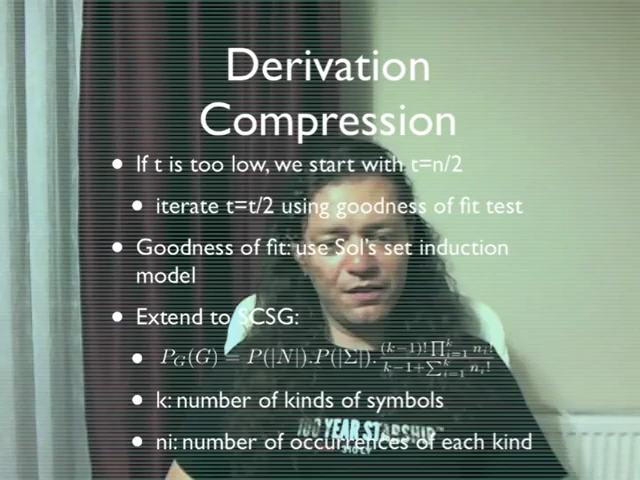 Derivation
Compression
• If t is too low, we start with t=n/2
• iterate t=t/2 using goodness of fit test
• Goodness of fit: use Sol's set induction
model
• Extend to SCSG:
• P_G(G) = P(|N|).P(|Σ|).\frac{(k−1)! ∏_{i=1}^{k} n_i!}{k−1+∑_{i=1}^{k} n_i!}
• k: number of kinds of symbols
• ni: number of occurrences of each kind
100 YEAR STARSHIP™